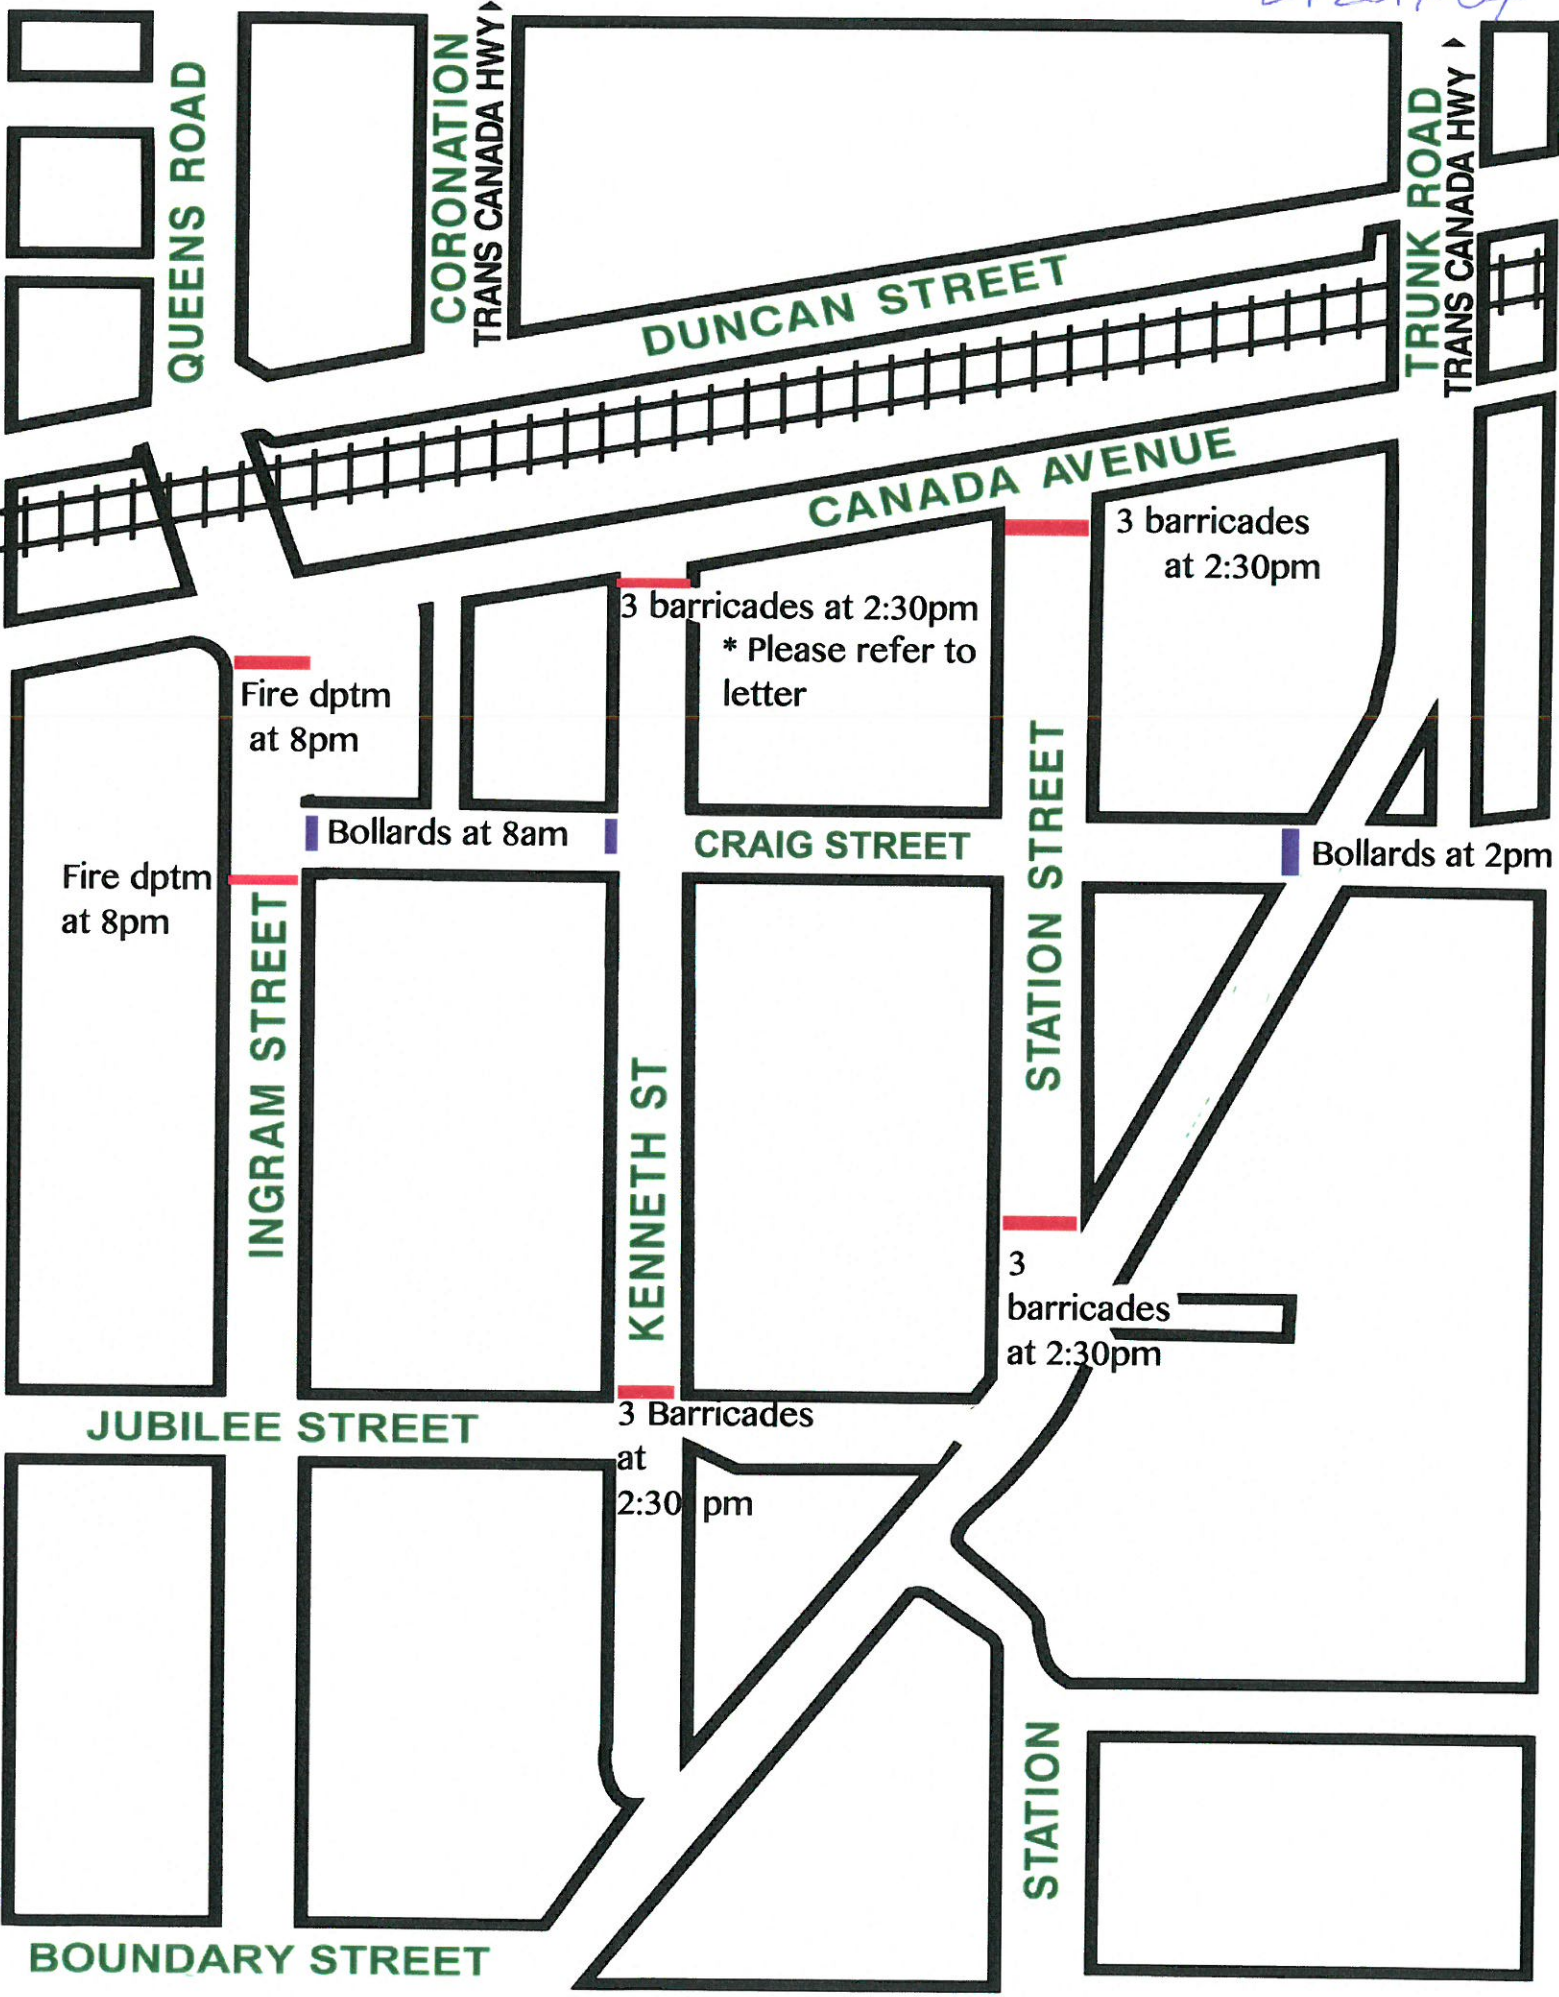 QUEENS ROAD
CORONATION
TRANS CANADA HWY
TRUNK ROAD
TRANS CANADA HWY
DUNCAN STREET
CANADA AVENUE
3 barricades
at 2:30pm
3 barricades at 2:30pm
* Please refer to
letter
Fire dptm
at 8pm
Bollards at 8am
CRAIG STREET
STATION STREET
Bollards at 2pm
Fire dptm
at 8pm
INGRAM STREET
KENNETH ST
3
barricades
at 2:30pm
JUBILEE STREET
3 Barricades
at
2:30 pm
STATION
BOUNDARY STREET